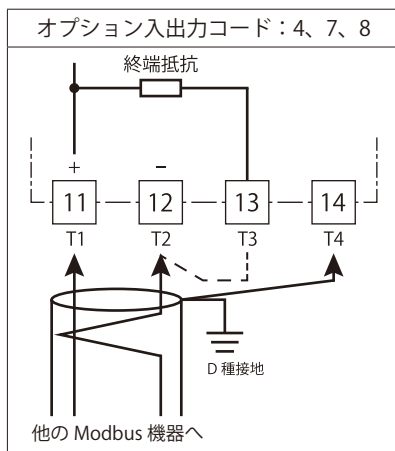 オプション入出力コード：4、7、8
終端抵抗
+ −
11 12 13 14
T1 T2 T3 T4
D 種接地
他の Modbus 機器へ